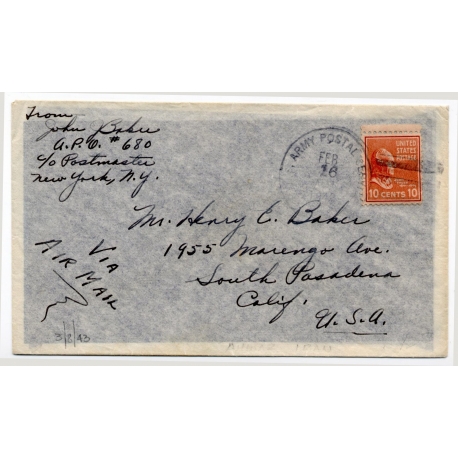 From
John Baker
A.P.O. #680
c/o Postmaster
New York, N.Y.
ARMY POSTAL
FEB
16
UNITED
STATES
POSTAGE
10 CENTS 10
Mr. Henry E. Baker
1955 Marengo Ave.
South Pasadena
Calif.
U.S.A.
VIA
AIR MAIL
3/2/43